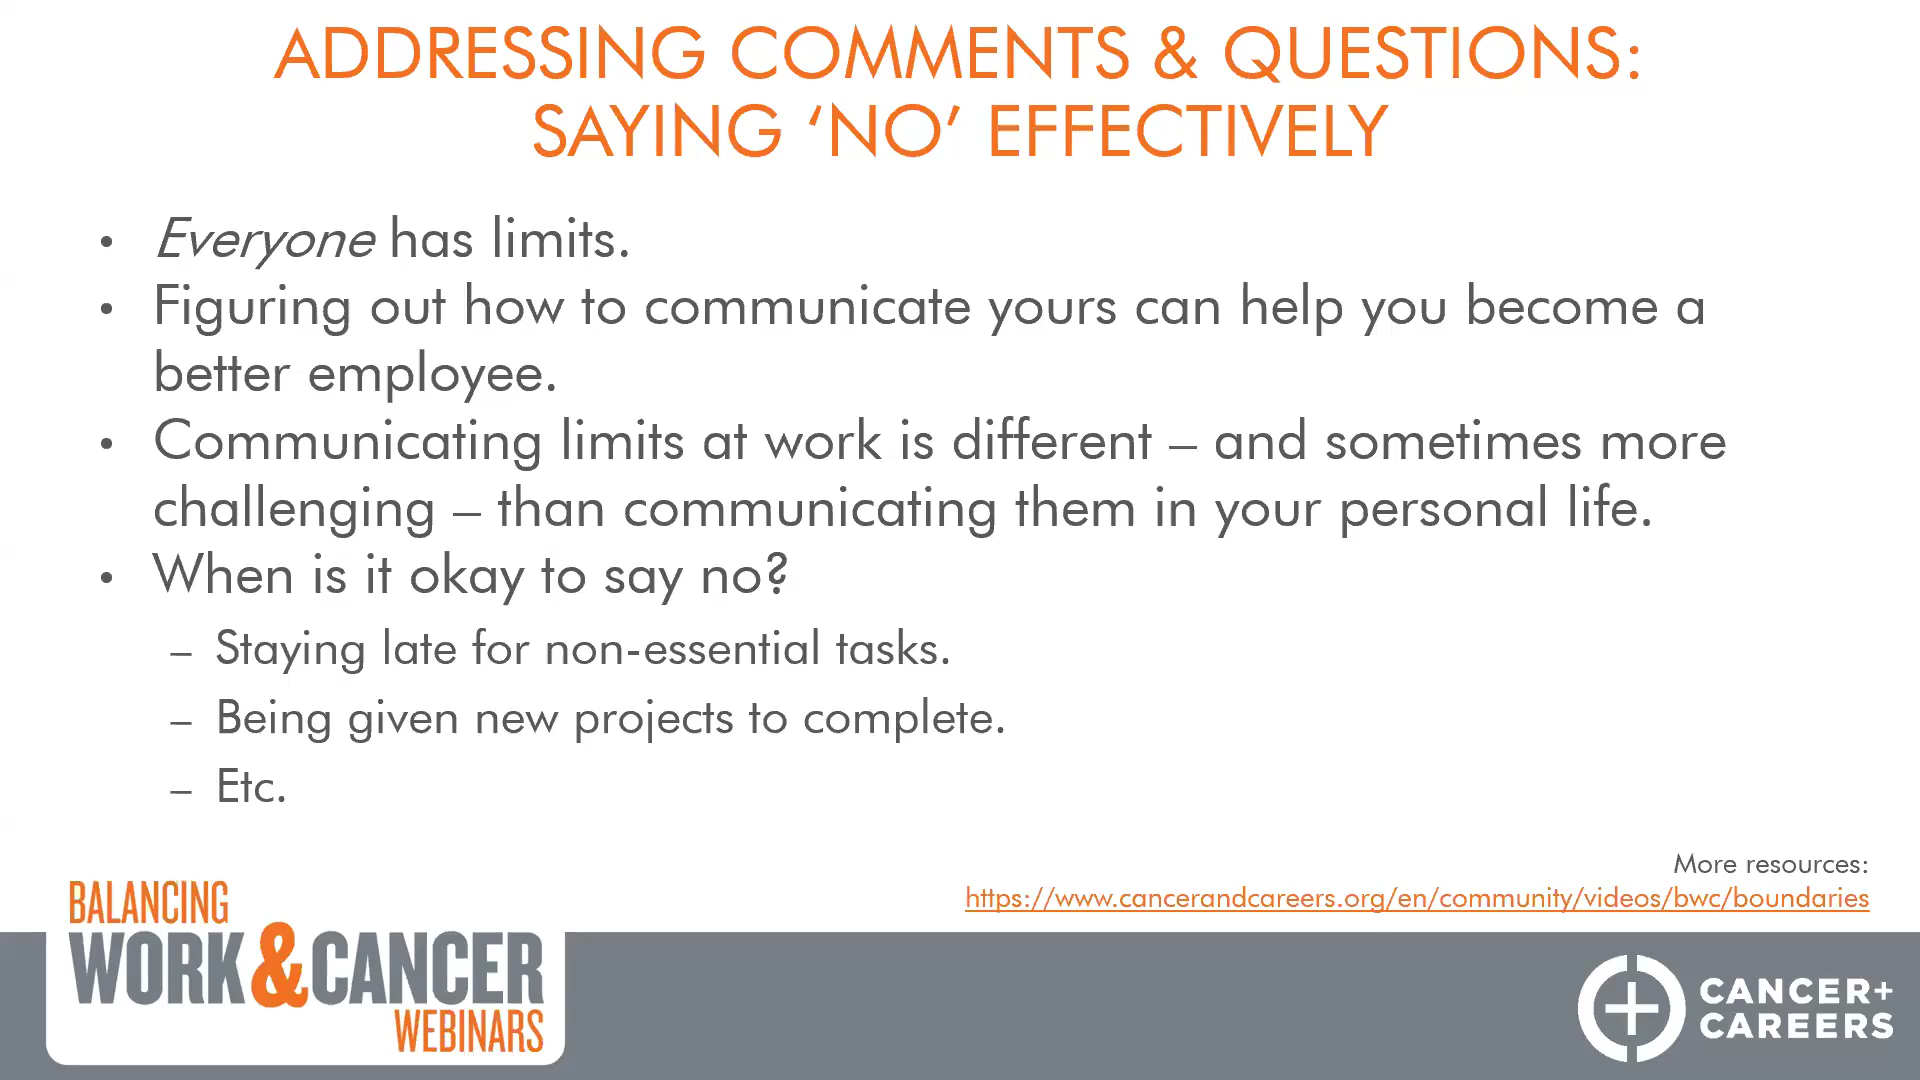 ADDRESSING COMMENTS & QUESTIONS:
SAYING ‘NO’ EFFECTIVELY
• Everyone has limits.
• Figuring out how to communicate yours can help you become a
better employee.
• Communicating limits at work is different – and sometimes more
challenging – than communicating them in your personal life.
• When is it okay to say no?
– Staying late for non-essential tasks.
– Being given new projects to complete.
– Etc.
More resources:
https://www.cancerandcareers.org/en/community/videos/bwc/boundaries
BALANCING
WORK&CANCER
WEBINARS
CANCER+
CAREERS